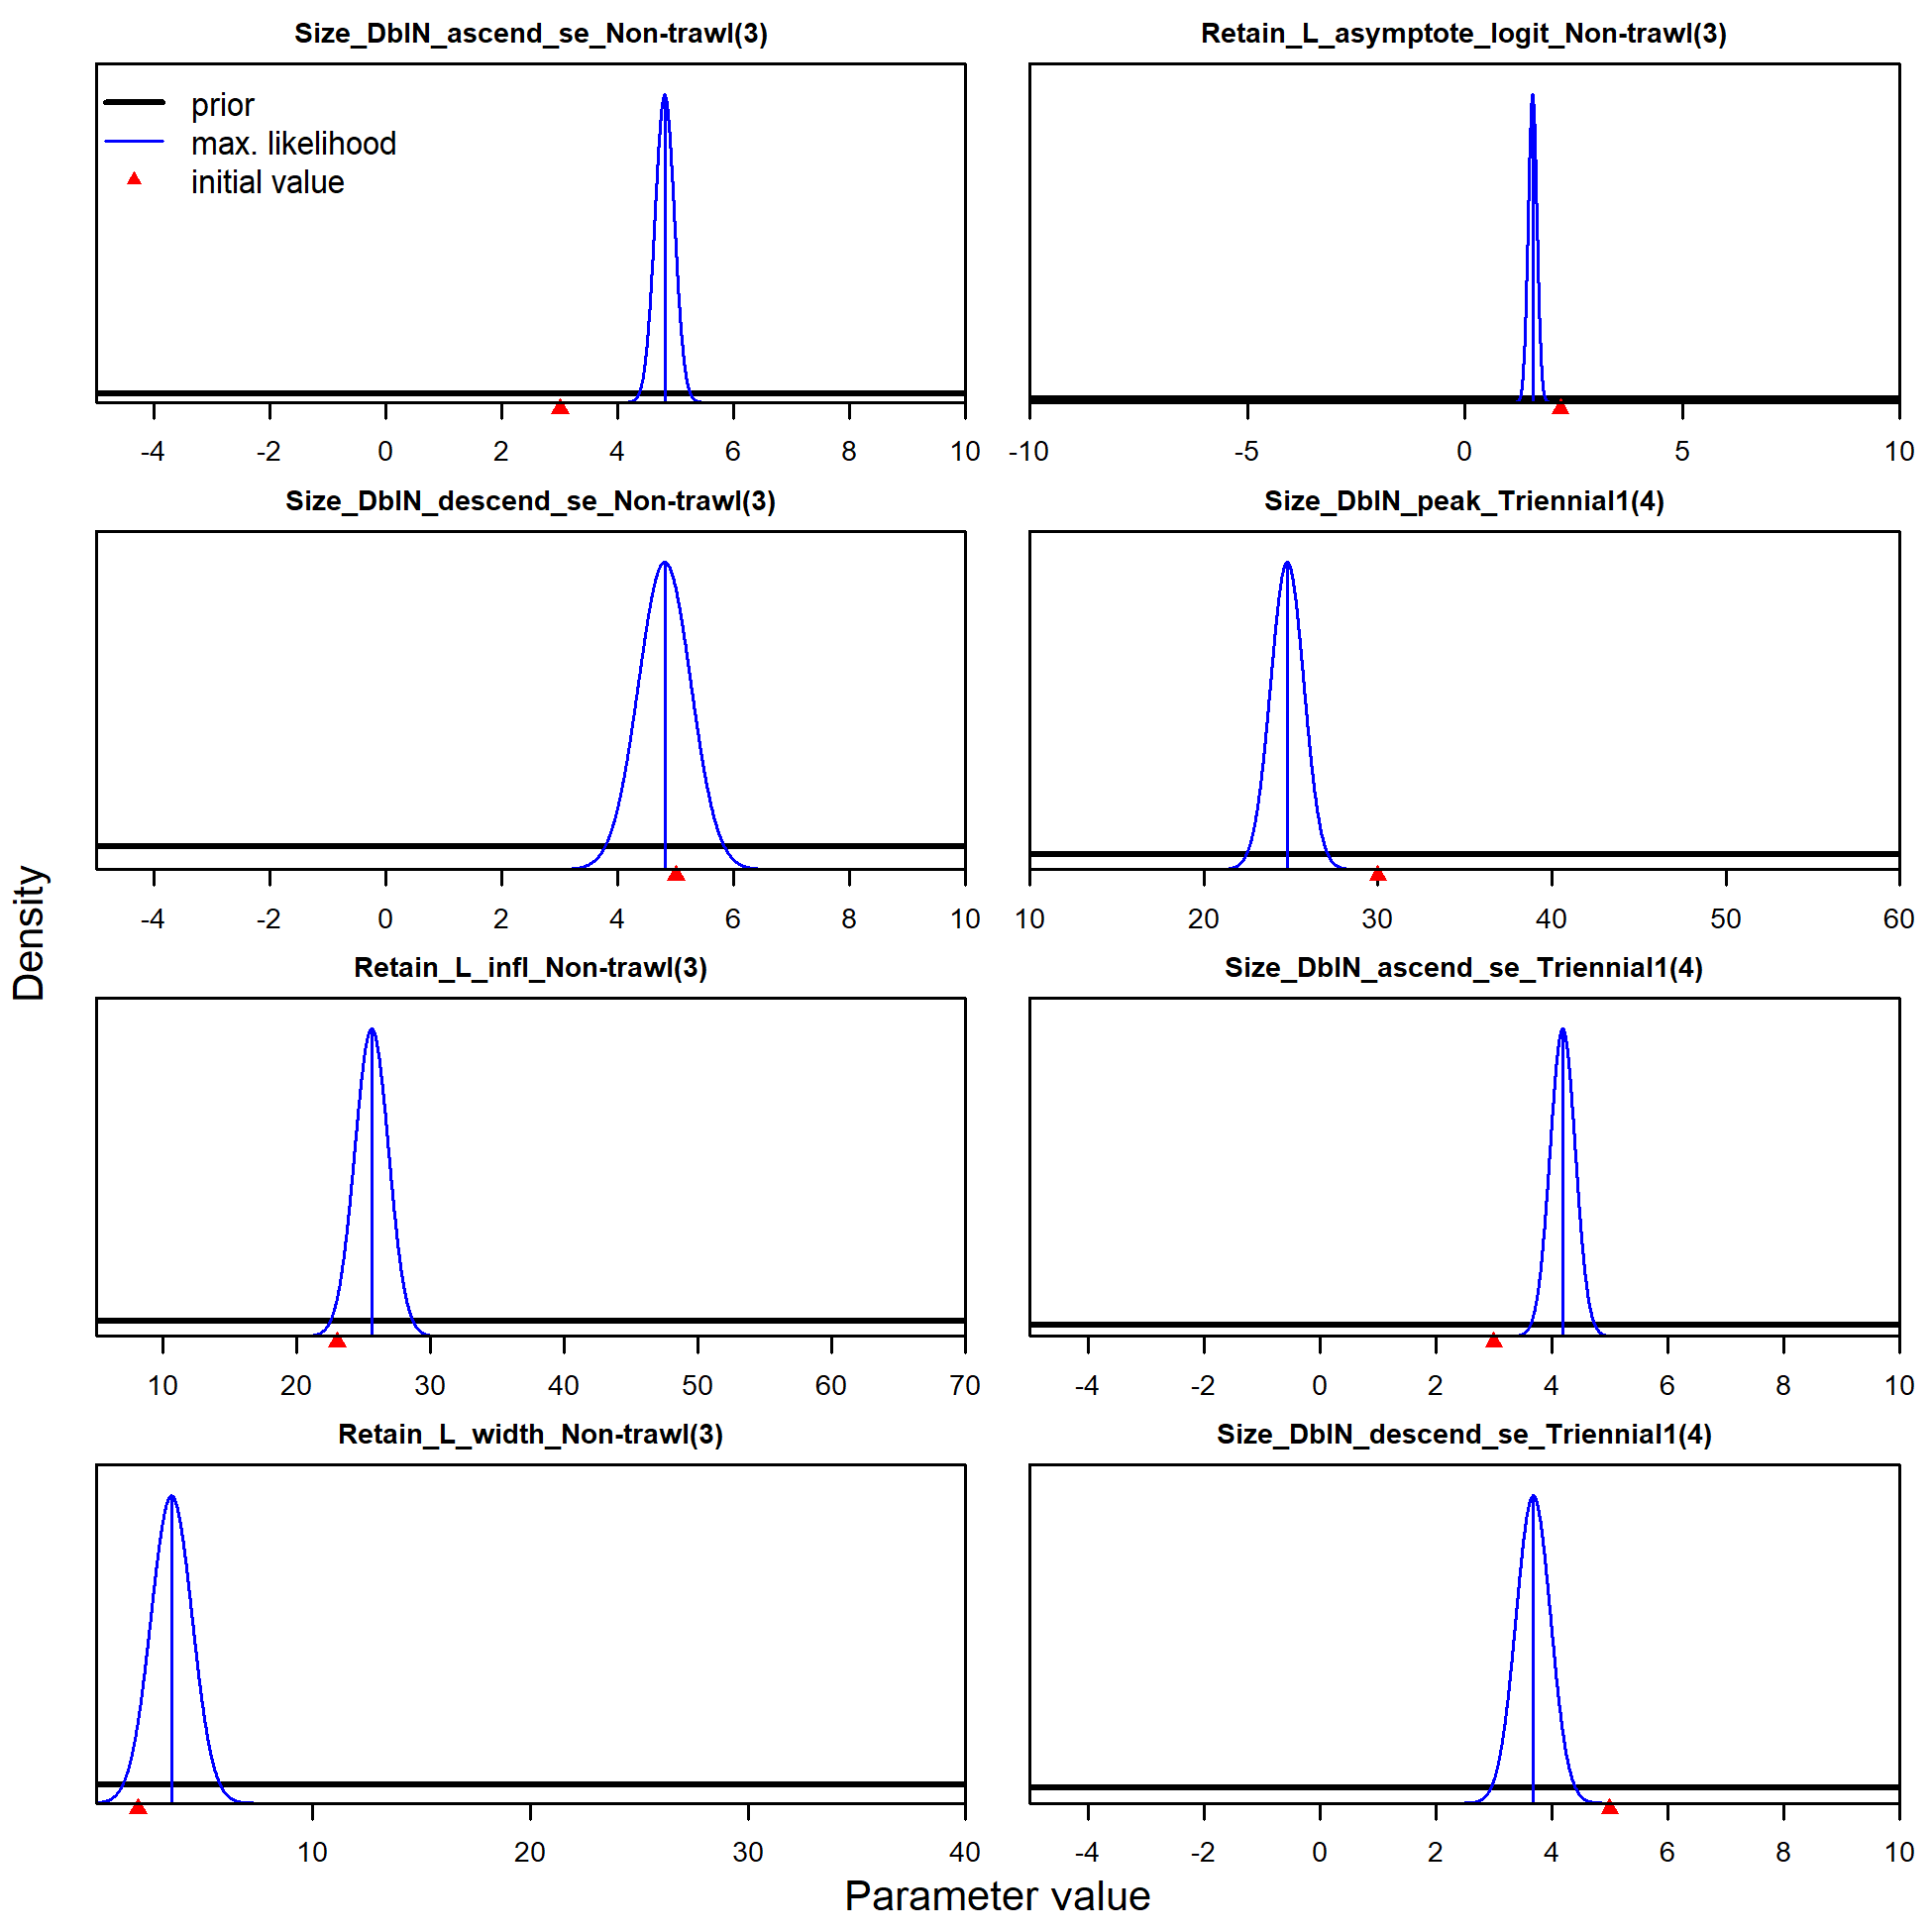 Size_DblN_ascend_se_Non-trawl(3)
prior
max. likelihood
initial value
-4 -2 0 2 4 6 8 10
Retain_L_asymptote_logit_Non-trawl(3)
-10 -5 0 5 10
Size_DblN_descend_se_Non-trawl(3)
-4 -2 0 2 4 6 8 10
Size_DblN_peak_Triennial1(4)
10 20 30 40 50 60
Retain_L_infl_Non-trawl(3)
10 20 30 40 50 60 70
Size_DblN_ascend_se_Triennial1(4)
-4 -2 0 2 4 6 8 10
Retain_L_width_Non-trawl(3)
10 20 30 40
Size_DblN_descend_se_Triennial1(4)
-4 -2 0 2 4 6 8 10
Density
Parameter value